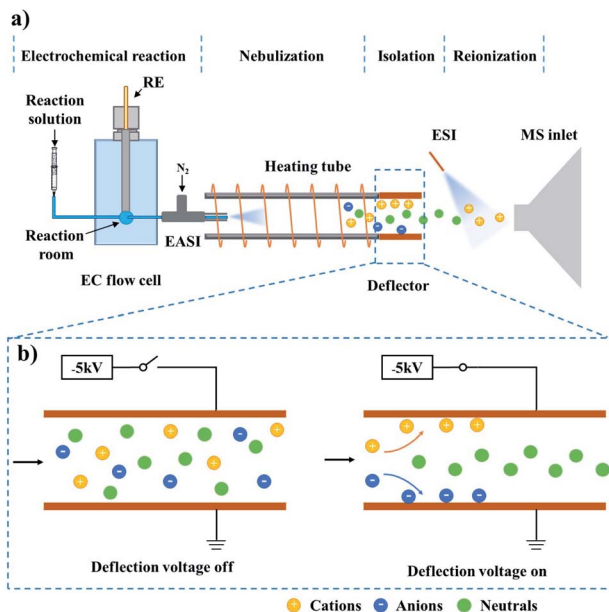 a)
Electrochemical reaction
Nebulization
Isolation
Reionization
RE
Reaction
solution
N2
Heating tube
ESI
MS inlet
Reaction
room
EASI
EC flow cell
Deflector
b)
-5kV
-5kV
Deflection voltage off
Deflection voltage on
+ Cations
- Anions
Neutrals